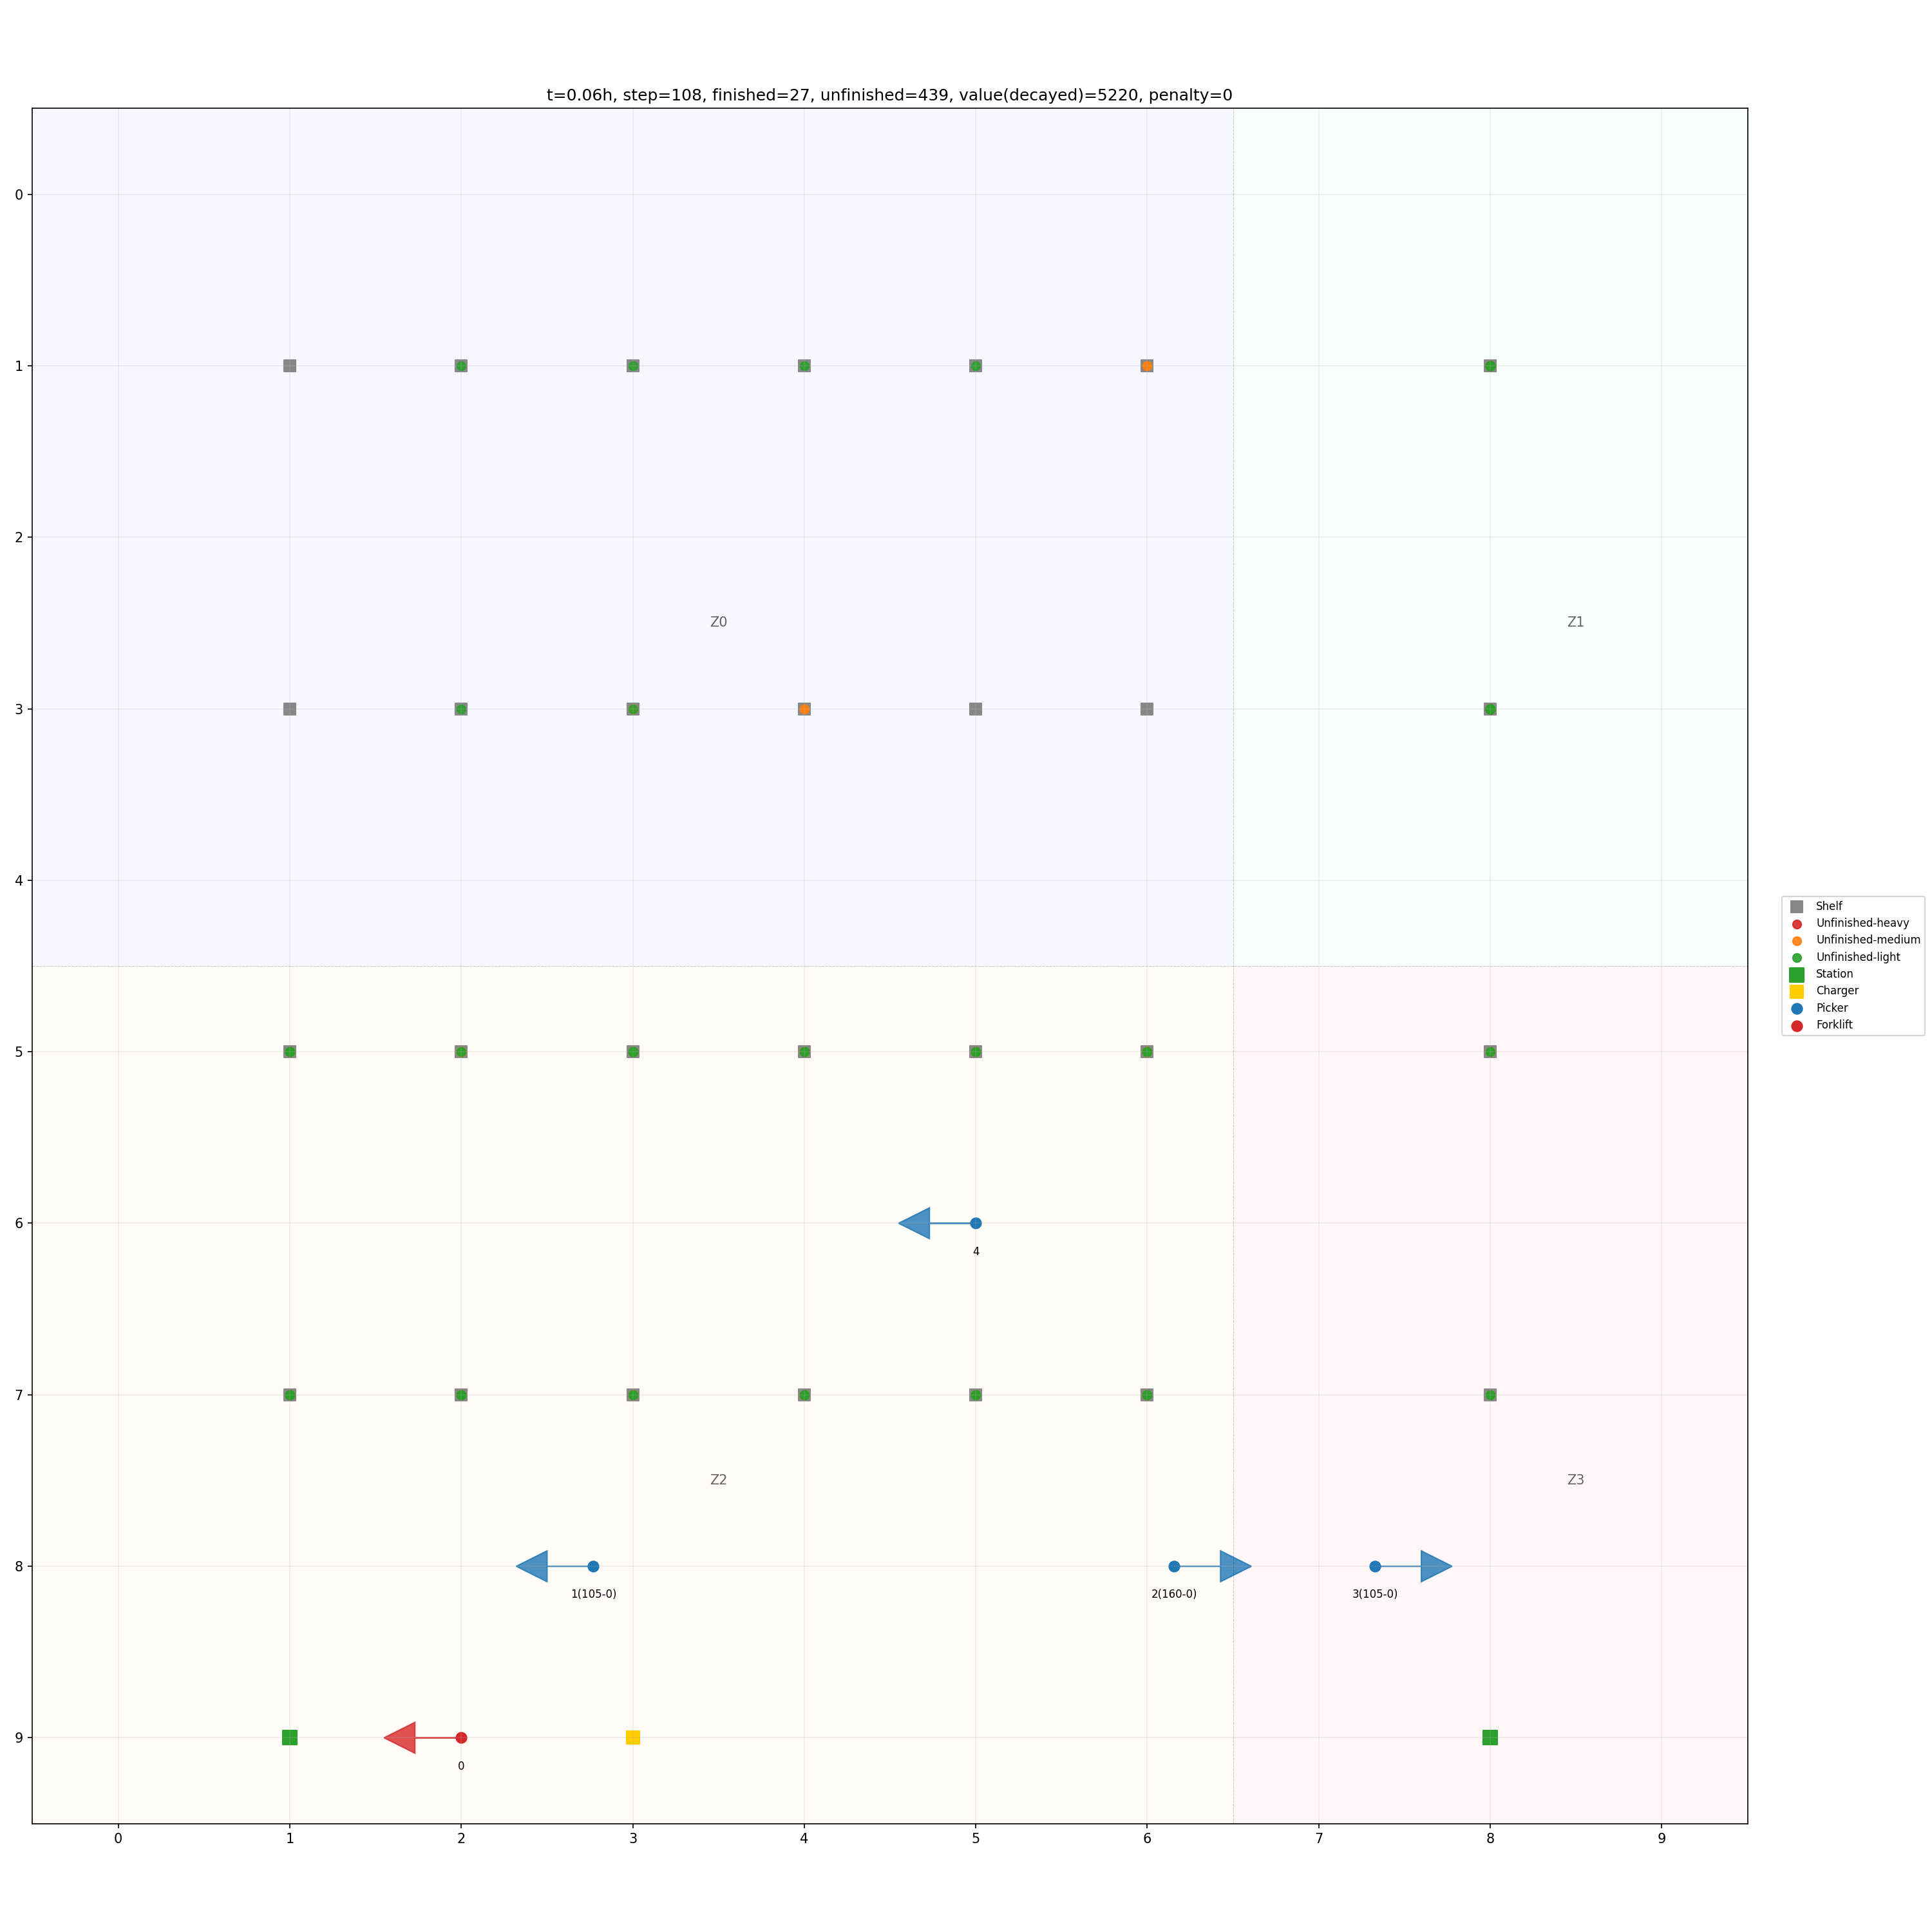 t=0.06h, step=108, finished=27, unfinished=439, value(decayed)=5220, penalty=0
0
1
2
Z0
Z1
3
4
Shelf
Unfinished-heavy
Unfinished-medium
Unfinished-light
Station
Charger
Picker
Forklift
5
6
4
7
Z2
Z3
8
1(105-0)
2(160-0)
3(105-0)
9
0
0 1 2 3 4 5 6 7 8 9